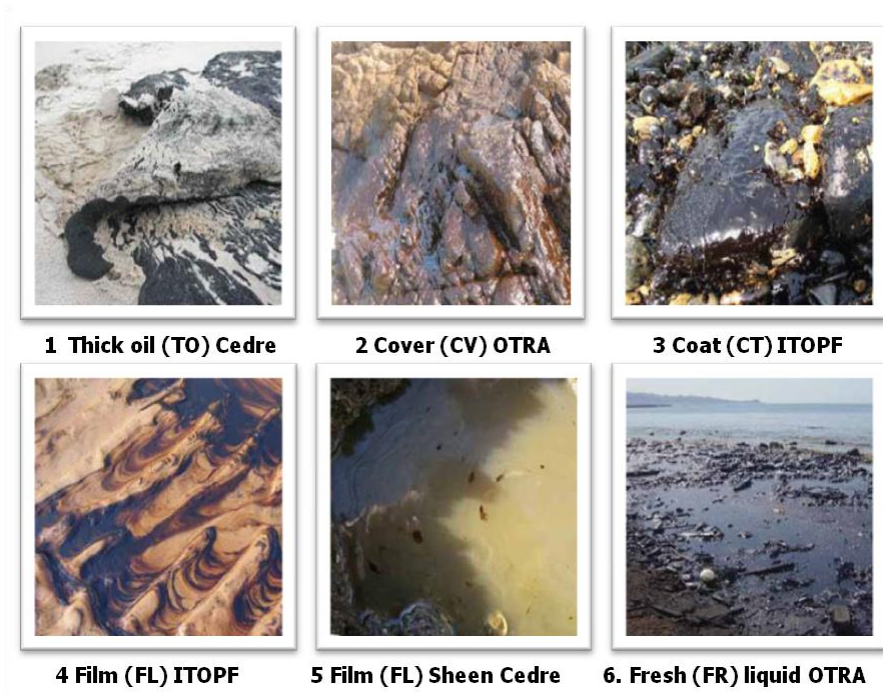 1 Thick oil (TO) Cedre
2 Cover (CV) OTRA
3 Coat (CT) ITOPF
4 Film (FL) ITOPF
5 Film (FL) Sheen Cedre
6. Fresh (FR) liquid OTRA